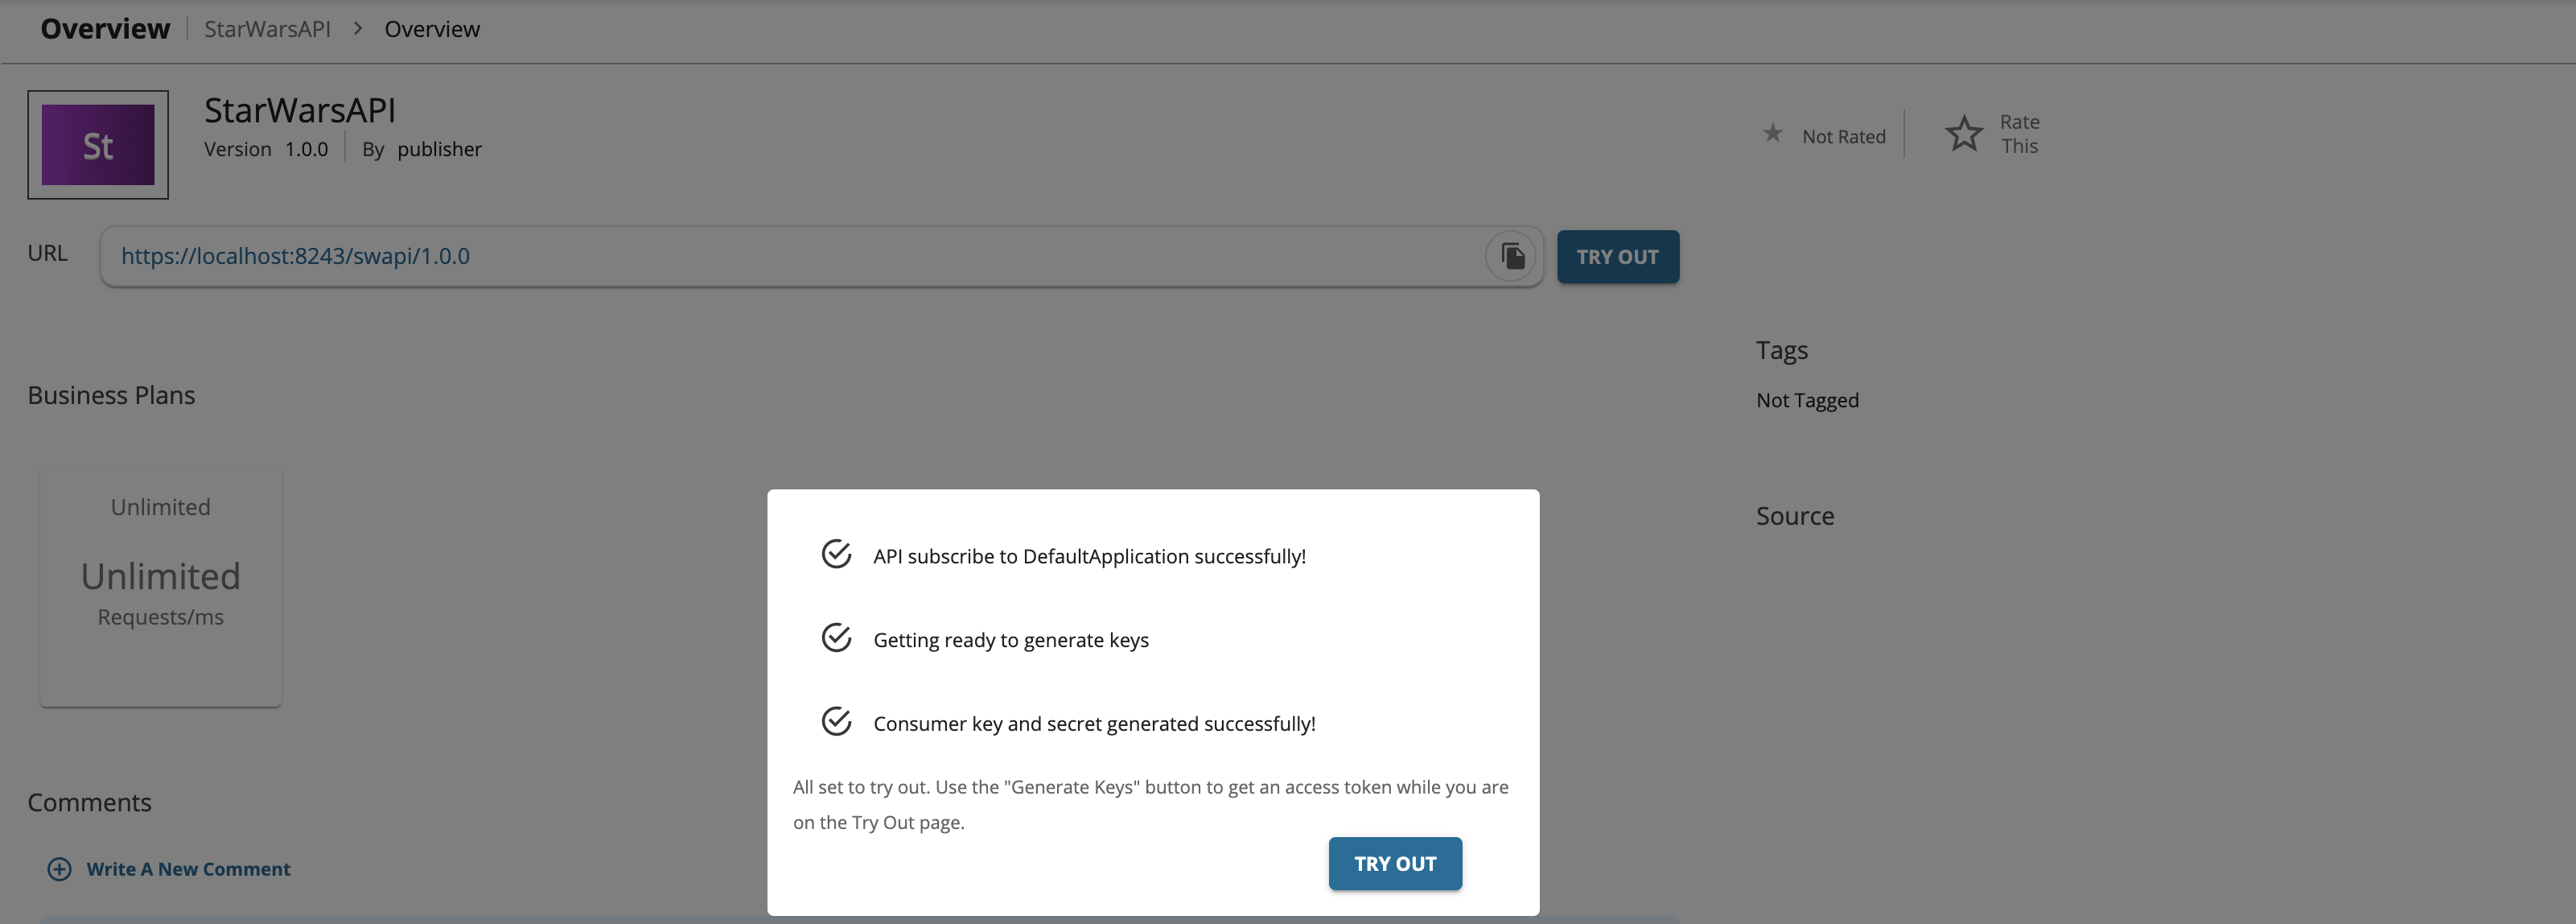 Overview StarWarsAPI > Overview
St
StarWarsAPI
Version 1.0.0 By publisher
Not Rated
Rate
This
URL https://localhost:8243/swapi/1.0.0 TRY OUT
Tags
Not Tagged
Business Plans
Unlimited
Unlimited
Requests/ms
Source
API subscribe to DefaultApplication successfully!
Getting ready to generate keys
Consumer key and secret generated successfully!
All set to try out. Use the "Generate Keys" button to get an access token while you are
on the Try Out page.
TRY OUT
Comments
Write A New Comment